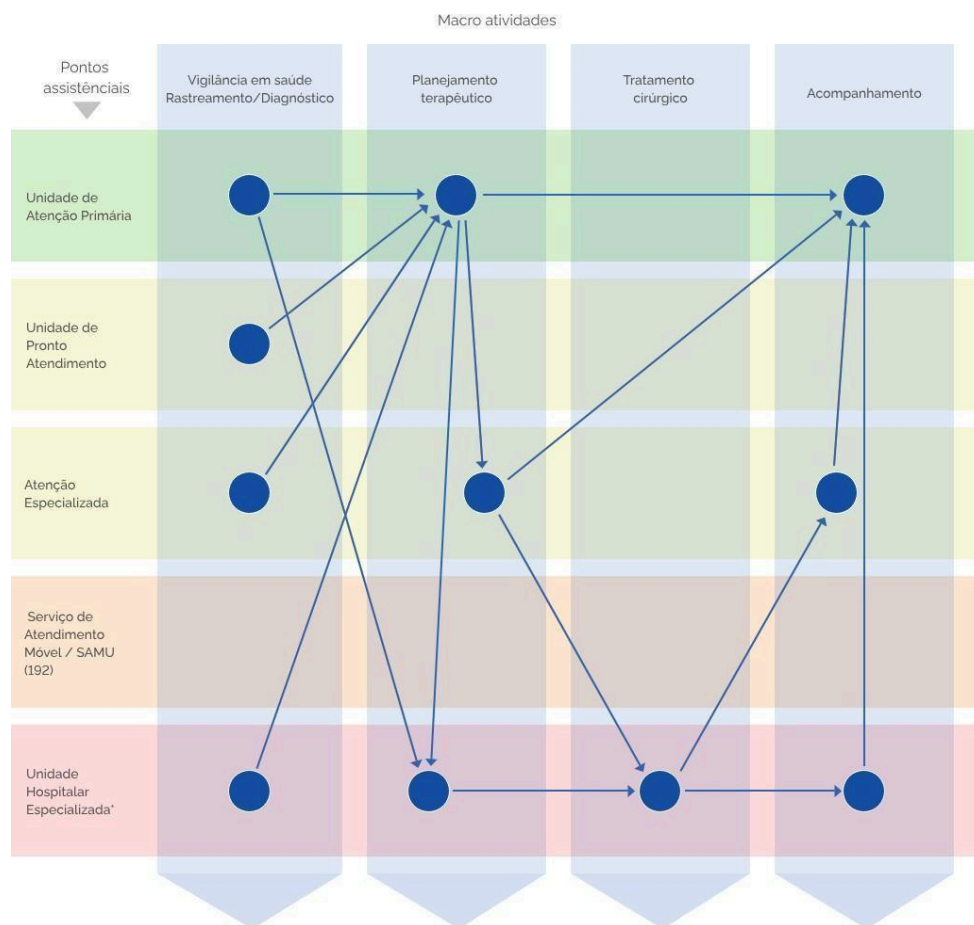 Macro atividades
Pontos
assistênciais
Vigilância em saúde
Rastreamento/Diagnóstico
Planejamento
terapêutico
Tratamento
cirúrgico
Acompanhamento
Unidade de
Atenção Primária
Unidade de
Pronto
Atendimento
Atenção
Especializada
Serviço de
Atendimento
Móvel / SAMU
(192)
Unidade
Hospitalar
Especializada*